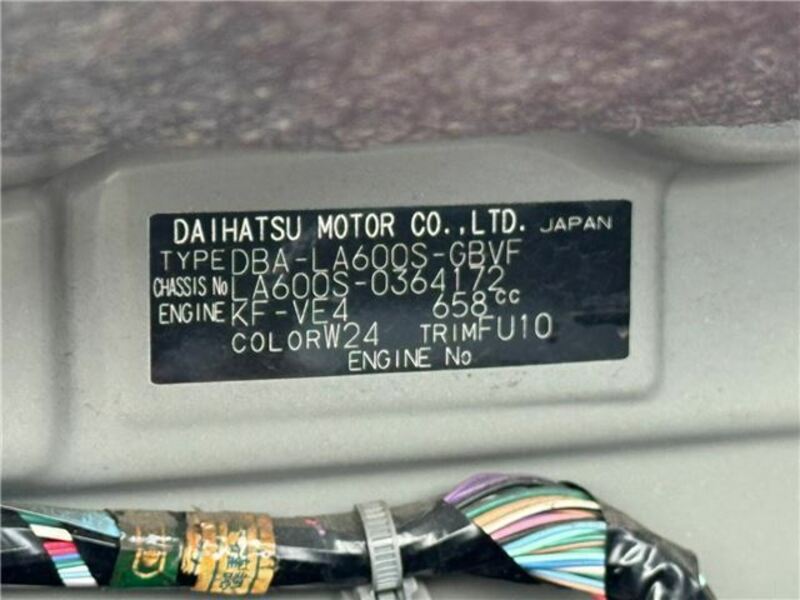 DAIHATSU MOTOR CO.,LTD. JAPAN
TYPE DBA-LA600S-GBVF
CHASSIS No LA600S-0364172
ENGINE KF-VE4 658cc
COLOR W24 TRIM FU10
ENGINE No